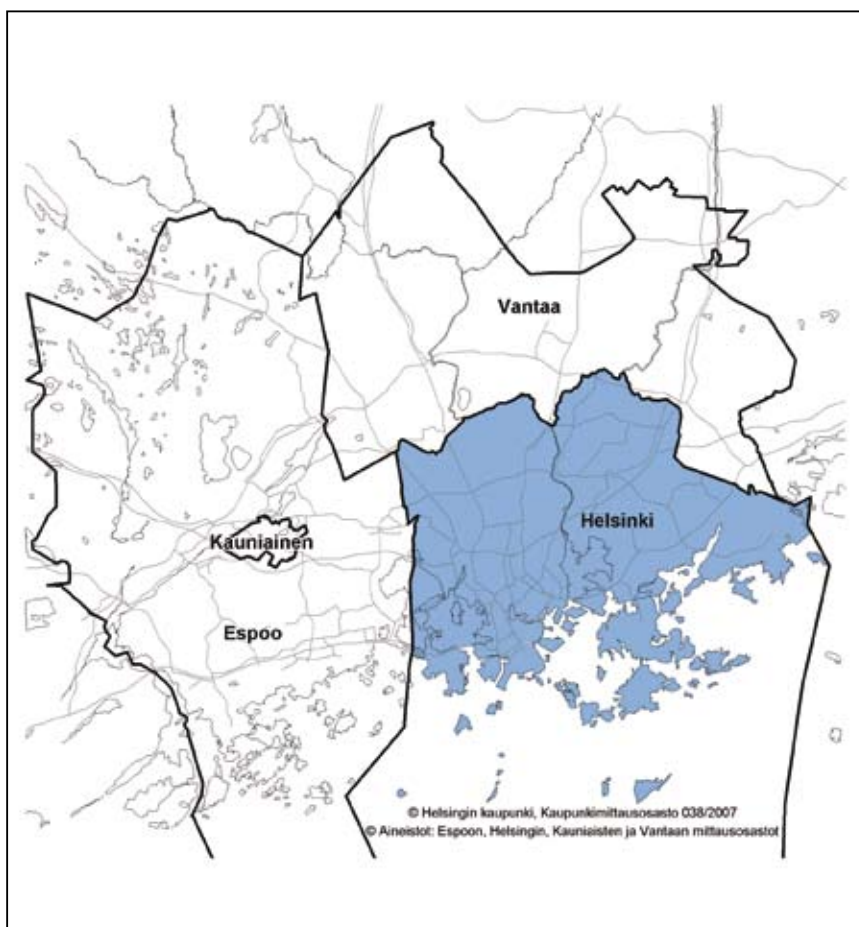 Vantaa
Helsinki
Kauniainen
Espoo
© Helsingin kaupunki, Kaupunkimittausosasto 038/2007
© Aineistot: Espoon, Helsingin, Kauniaisten ja Vantaan mittausosastot